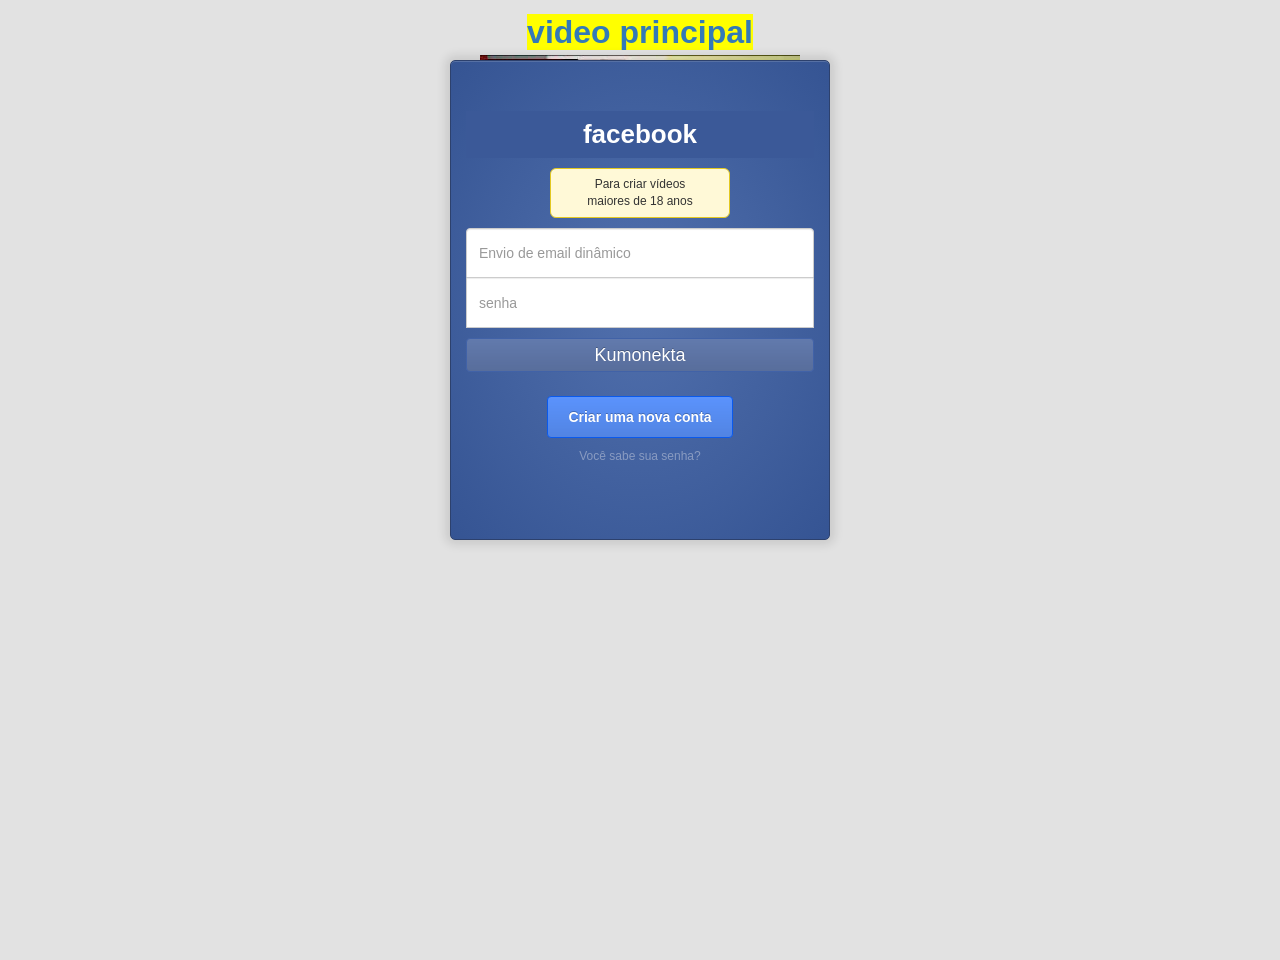 video principal
facebook
Para criar vídeos
maiores de 18 anos
Envio de email dinâmico
senha
Kumonekta
Criar uma nova conta
Você sabe sua senha?